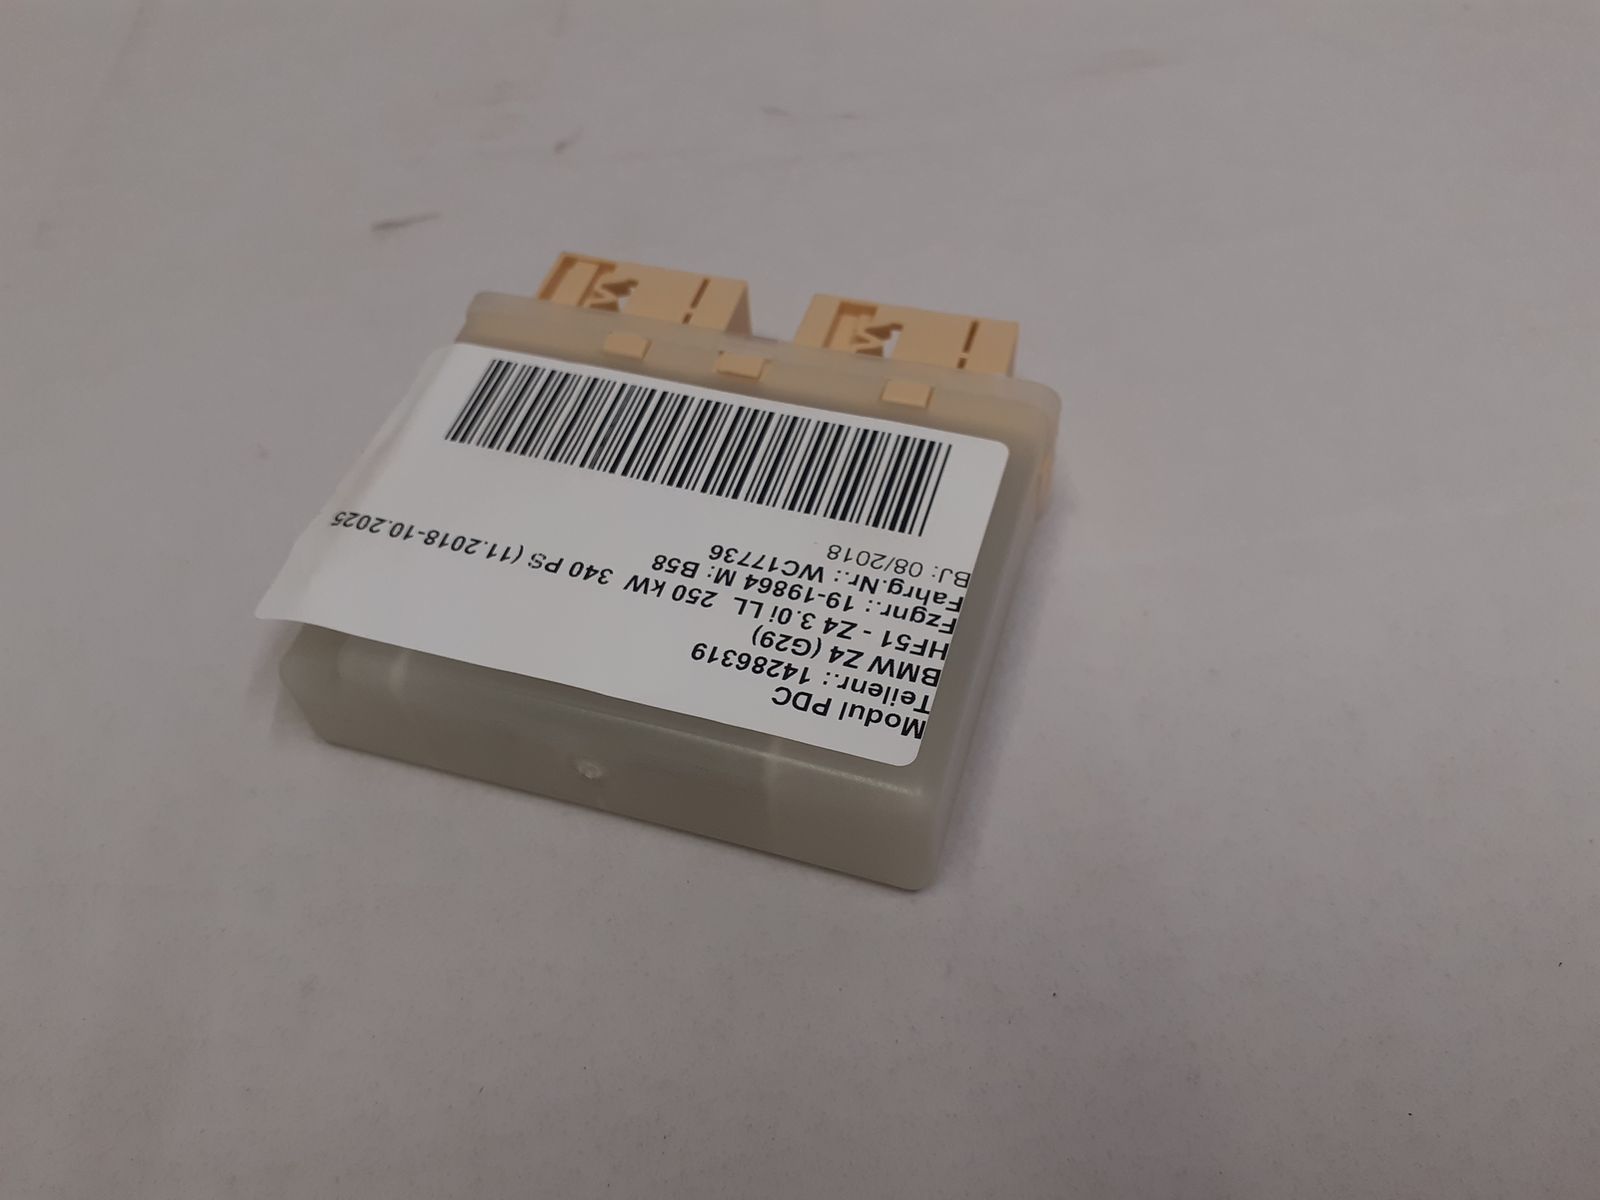 Modul PDC
Teilenr.: 14286319
BMW Z4 (G29)
HF51 - Z4 3.0i LL 250 kW 340 PS (11.2018-10.2025
Fzgnr.: 19-19864 M: B58
Fahrg.Nr.: WC17736
BJ: 08/2018